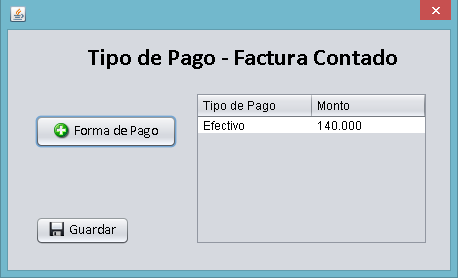 Tipo de Pago - Factura Contado
Forma de Pago
Tipo de Pago Monto
Efectivo 140.000
Guardar